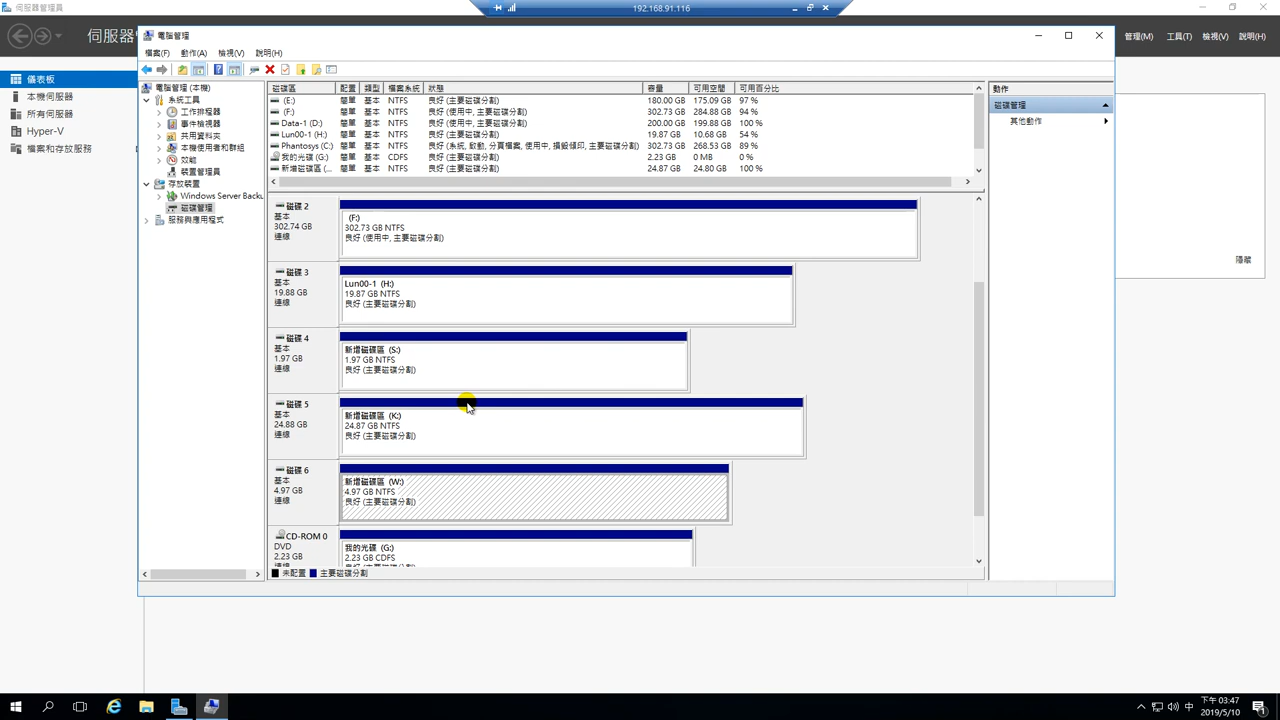 伺服器管理員
192.168.91.116
伺服器
管理(M) 工具(T) 檢視(V) 說明(H)
儀表板
本機伺服器
所有伺服器
Hyper-V
檔案和存放服務
隱藏
電腦管理
檔案(F) 動作(A) 檢視(V) 說明(H)
電腦管理 (本機)
系統工具
工作排程器
事件檢視器
共用資料夾
本機使用者和群組
效能
裝置管理員
存放裝置
Windows Server Backu
磁碟管理
服務與應用程式
磁碟區 配置 類型 檔案系統 狀態 容量 可用空間 可用百分比
(E:) 簡單 基本 NTFS 良好 (主要磁碟分割) 180.00 GB 175.09 GB 97 %
(F:) 簡單 基本 NTFS 良好 (使用中, 主要磁碟分割) 302.73 GB 284.88 GB 94 %
Data-1 (D:) 簡單 基本 NTFS 良好 (主要磁碟分割) 200.00 GB 199.88 GB 100 %
Lun00-1 (H:) 簡單 基本 NTFS 良好 (主要磁碟分割) 19.87 GB 10.68 GB 54 %
Phantosys (C:) 簡單 基本 NTFS 良好 (系統, 啟動, 分頁檔案, 使用中, 損毀傾印, 主要磁碟分割) 302.73 GB 268.53 GB 89 %
我的光碟 (G:) 簡單 基本 CDFS 良好 (主要磁碟分割) 2.23 GB 0 MB 0 %
新增磁碟區 (... 簡單 基本 NTFS 良好 (主要磁碟分割) 24.87 GB 24.80 GB 100 %
磁碟 2
基本
302.74 GB
連線
(F:)
302.73 GB NTFS
良好 (使用中, 主要磁碟分割)
磁碟 3
基本
19.88 GB
連線
Lun00-1 (H:)
19.87 GB NTFS
良好 (主要磁碟分割)
磁碟 4
基本
1.97 GB
連線
新增磁碟區 (S:)
1.97 GB NTFS
良好 (主要磁碟分割)
磁碟 5
基本
24.88 GB
連線
新增磁碟區 (K:)
24.87 GB NTFS
良好 (主要磁碟分割)
磁碟 6
基本
4.97 GB
連線
新增磁碟區 (W:)
4.97 GB NTFS
良好 (主要磁碟分割)
CD-ROM 0
DVD
2.23 GB
連線
我的光碟 (G:)
2.23 GB CDFS
良好 (主要磁碟分割)
未配置 主要磁碟分割
動作
磁碟管理
其他動作
中
下午 03:47
2019/5/10
1